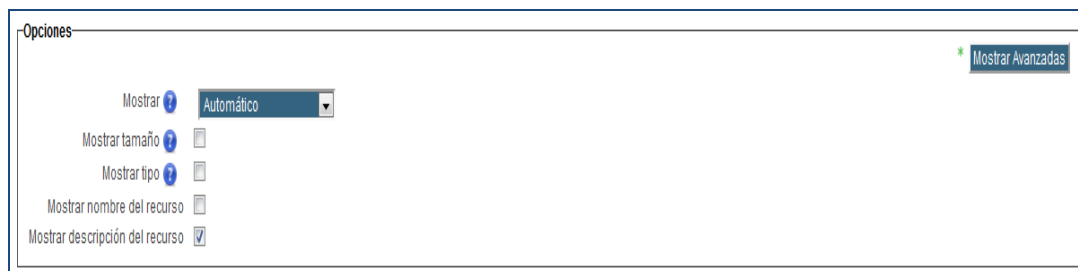 Opciones
* Mostrar Avanzadas
Mostrar ? Automático
Mostrar tamaño ?
Mostrar tipo ?
Mostrar nombre del recurso
Mostrar descripción del recurso